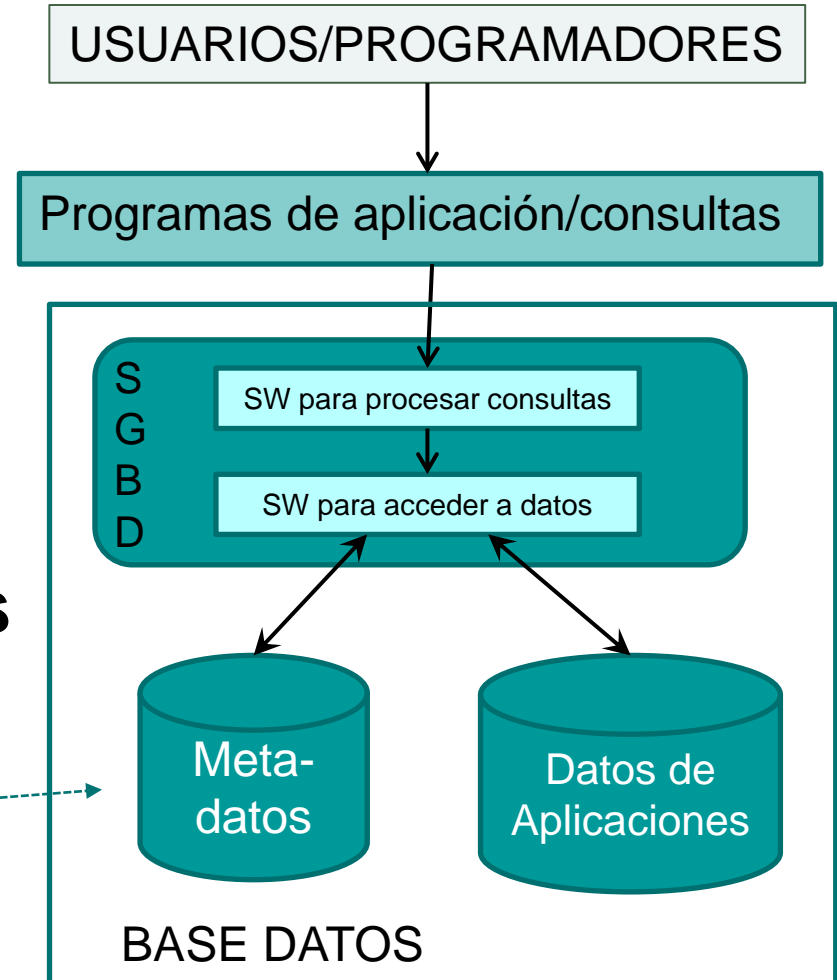 USUARIOS/PROGRAMADORES
Programas de aplicación/consultas
S
G
B
D
SW para procesar consultas
SW para acceder a datos
s
Meta-
datos
Datos de
Aplicaciones
BASE DATOS